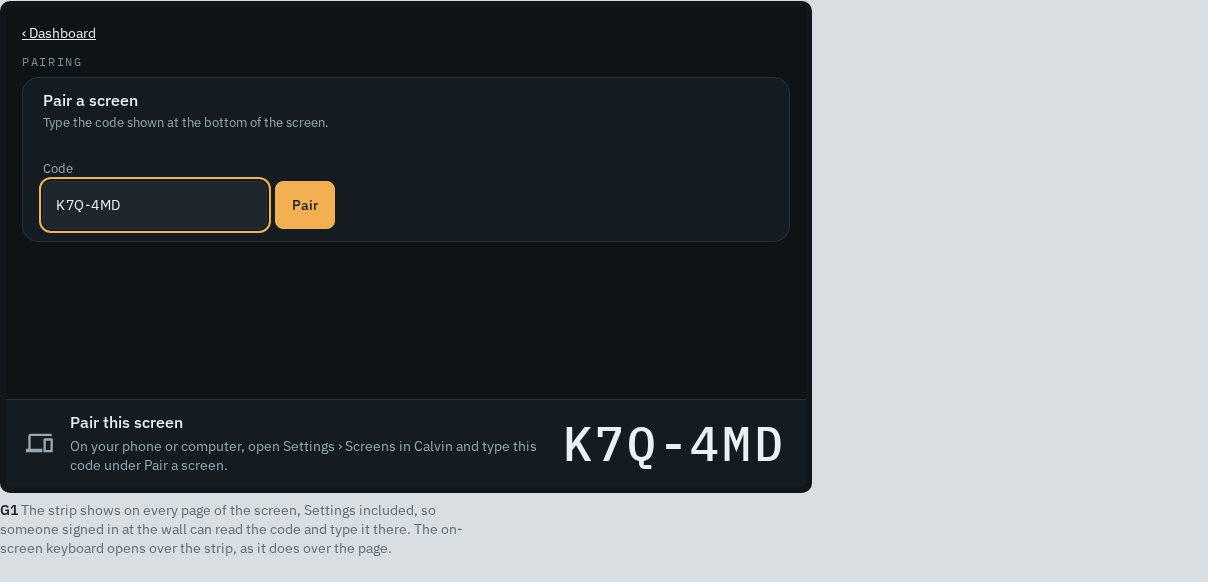 ‹ Dashboard
PAIRING
Pair a screen
Type the code shown at the bottom of the screen.
Code
K7Q-4MD
Pair
Pair this screen
On your phone or computer, open Settings › Screens in Calvin and type this
code under Pair a screen.
K7Q-4MD
G1 The strip shows on every page of the screen, Settings included, so
someone signed in at the wall can read the code and type it there. The on-
screen keyboard opens over the strip, as it does over the page.